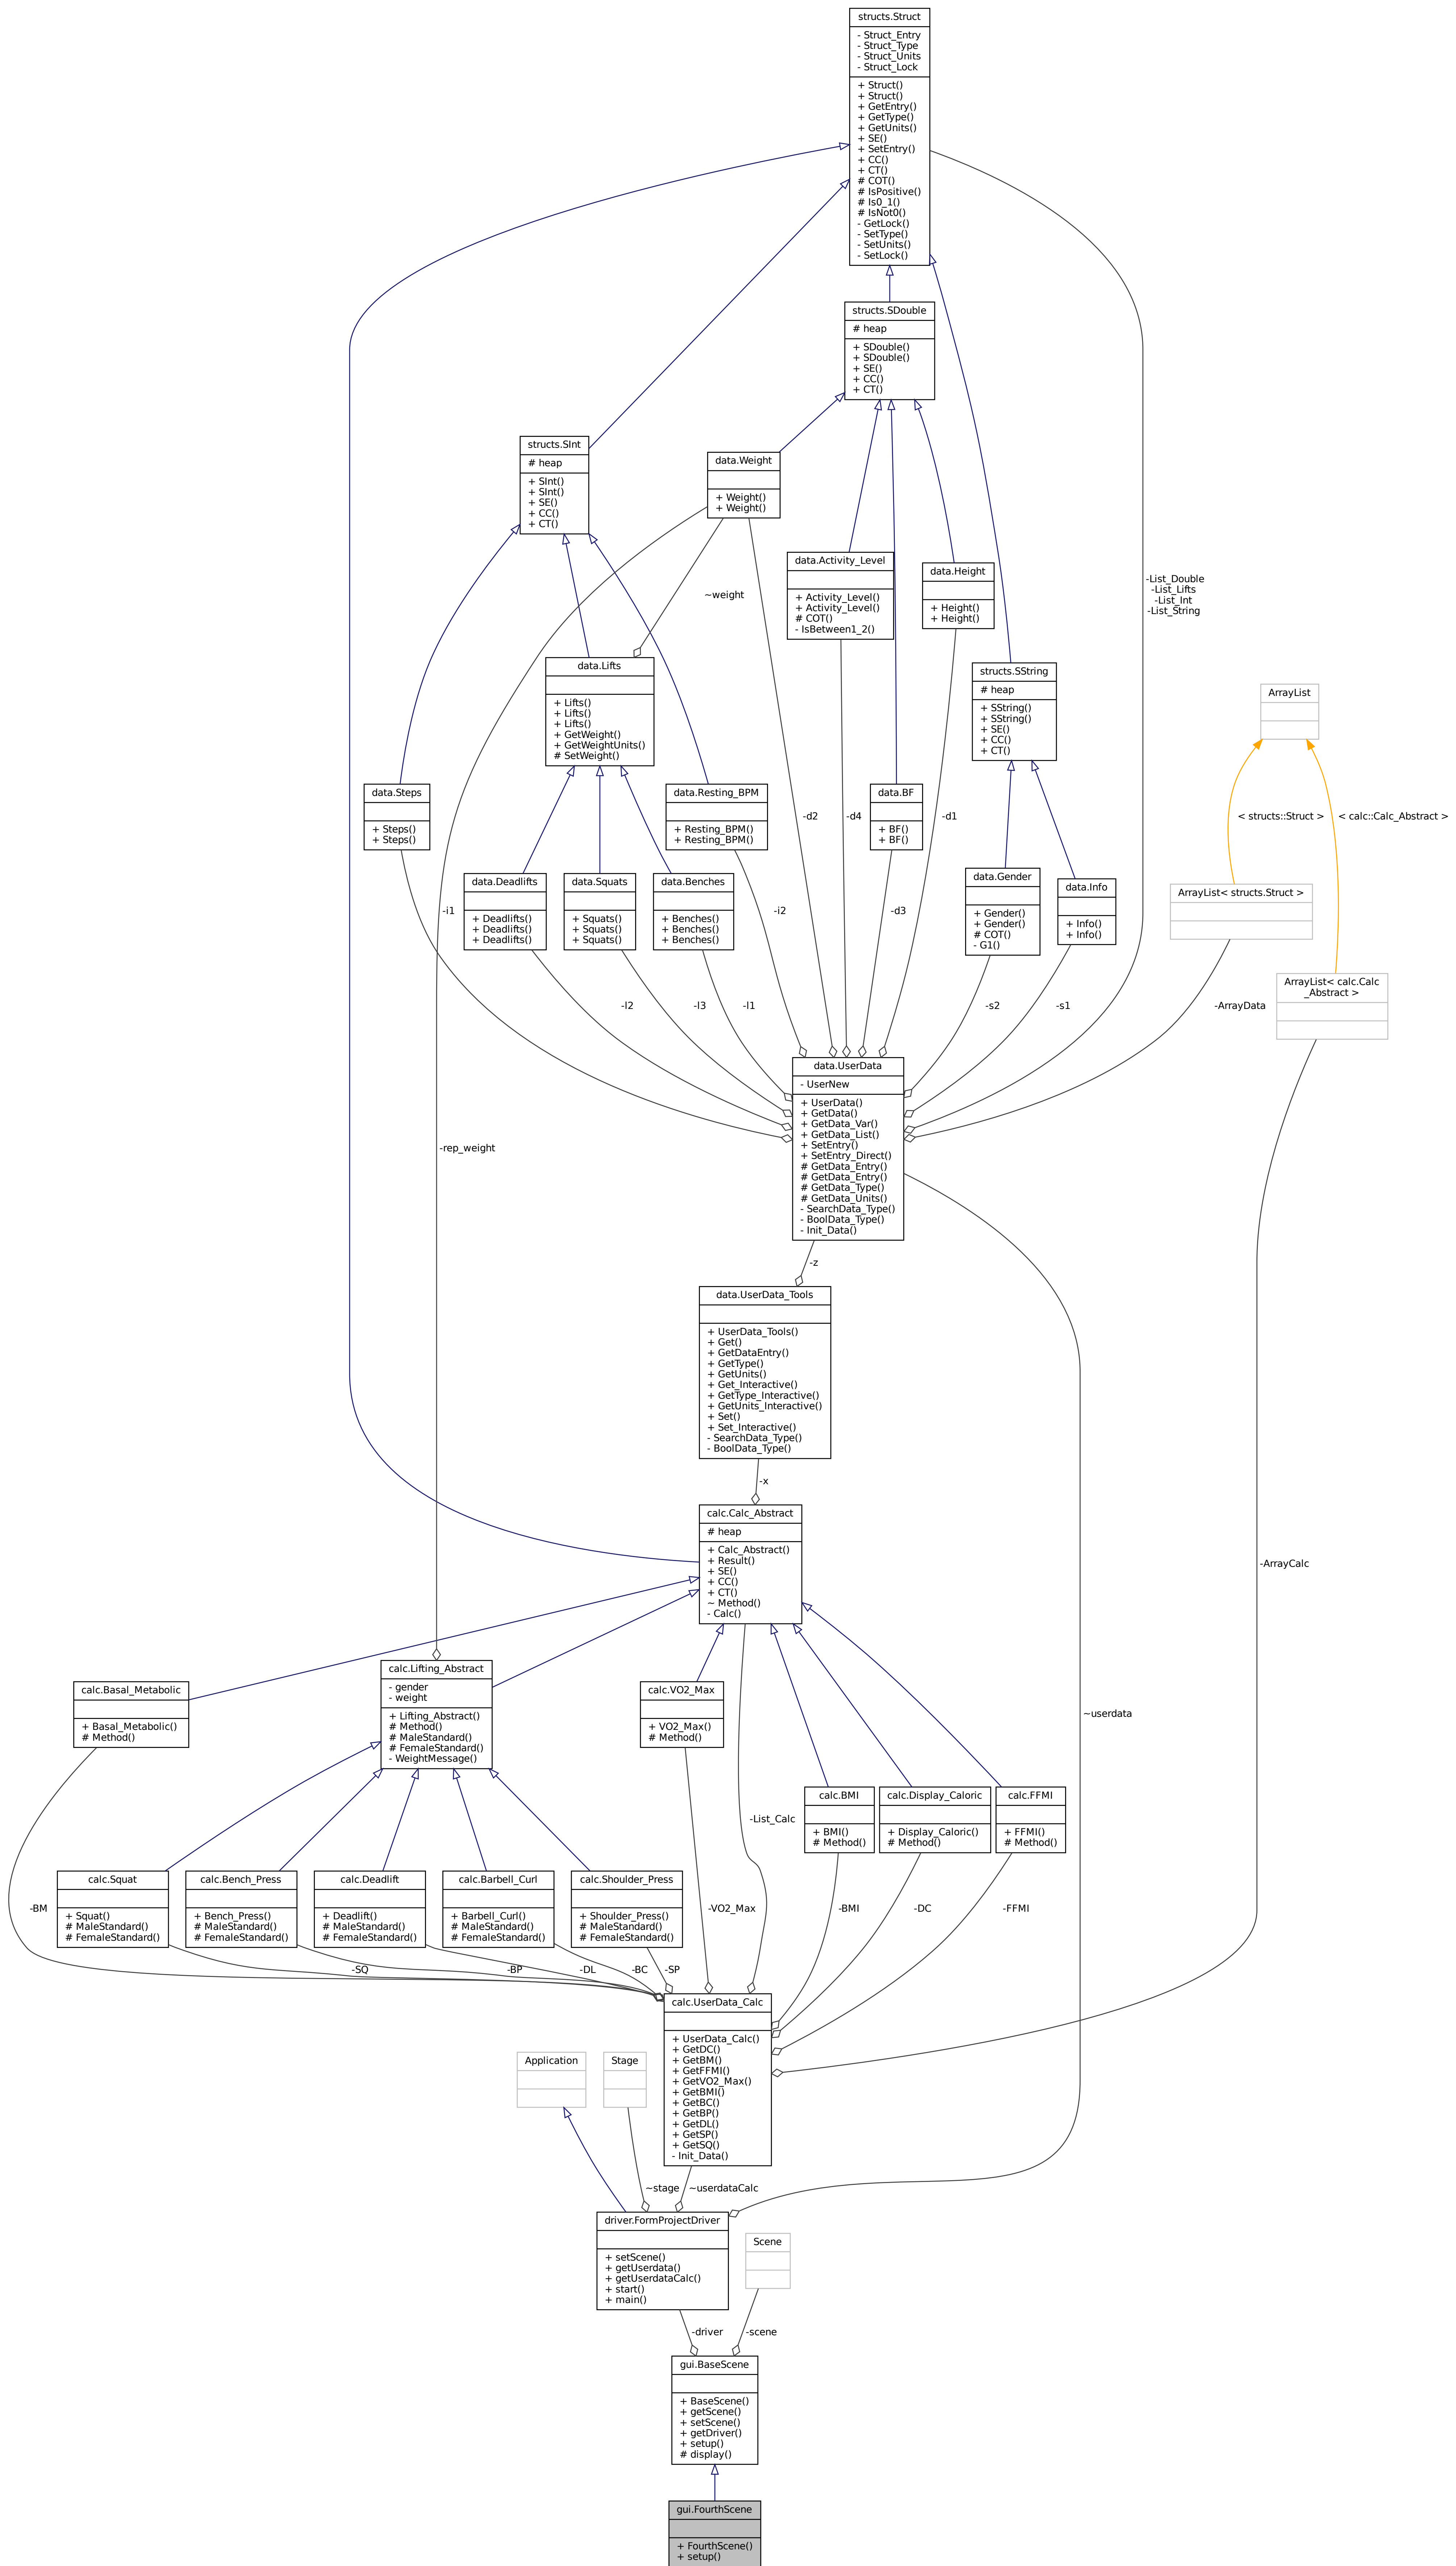 structs.Struct
- Struct_Entry
- Struct_Type
- Struct_Units
- Struct_Lock
+ Struct()
+ Struct()
+ GetEntry()
+ GetType()
+ GetUnits()
+ SE()
+ SetEntry()
+ CC()
+ CT()
# COT()
# IsPositive()
# Is0_1()
# IsNot0()
- GetLock()
- SetType()
- SetUnits()
- SetLock()
structs.SDouble
# heap
+ SDouble()
+ SDouble()
+ SE()
+ CC()
+ CT()
structs.SInt
# heap
+ SInt()
+ SInt()
+ SE()
+ CC()
+ CT()
data.Weight
+ Weight()
+ Weight()
data.Activity_Level
+ Activity_Level()
+ Activity_Level()
# COT()
- IsBetween1_2()
data.Height
+ Height()
+ Height()
~weight
-List_Double
-List_Lifts
-List_Int
-List_String
data.Lifts
+ Lifts()
+ Lifts()
+ Lifts()
+ GetWeight()
+ GetWeightUnits()
# SetWeight()
structs.SString
# heap
+ SString()
+ SString()
+ SE()
+ CC()
+ CT()
ArrayList
data.Steps
+ Steps()
+ Steps()
data.Resting_BPM
+ Resting_BPM()
+ Resting_BPM()
-d2
-d4
data.BF
+ BF()
+ BF()
-d1
< structs::Struct >
< calc::Calc_Abstract >
data.Deadlifts
+ Deadlifts()
+ Deadlifts()
+ Deadlifts()
data.Squats
+ Squats()
+ Squats()
+ Squats()
data.Benches
+ Benches()
+ Benches()
+ Benches()
data.Gender
+ Gender()
+ Gender()
# COT()
- G1()
data.Info
+ Info()
+ Info()
ArrayList< structs.Struct >
-i1
-i2
-d3
ArrayList< calc.Calc
_Abstract >
-l2
-l3
-l1
-s2
-s1
-ArrayData
data.UserData
- UserNew
+ UserData()
+ GetData()
+ GetData_Var()
+ GetData_List()
+ SetEntry()
+ SetEntry_Direct()
# GetData_Entry()
# GetData_Entry()
# GetData_Type()
# GetData_Units()
- SearchData_Type()
- BoolData_Type()
- Init_Data()
-rep_weight
-z
data.UserData_Tools
+ UserData_Tools()
+ Get()
+ GetDataEntry()
+ GetType()
+ GetUnits()
+ Get_Interactive()
+ GetType_Interactive()
+ GetUnits_Interactive()
+ Set()
+ Set_Interactive()
- SearchData_Type()
- BoolData_Type()
-x
calc.Calc_Abstract
# heap
+ Calc_Abstract()
+ Result()
+ SE()
+ CC()
+ CT()
~ Method()
- Calc()
-ArrayCalc
calc.Basal_Metabolic
+ Basal_Metabolic()
# Method()
calc.Lifting_Abstract
- gender
- weight
+ Lifting_Abstract()
# Method()
# MaleStandard()
# FemaleStandard()
- WeightMessage()
calc.VO2_Max
+ VO2_Max()
# Method()
~userdata
-List_Calc
calc.BMI
+ BMI()
# Method()
calc.Display_Caloric
+ Display_Caloric()
# Method()
calc.FFMI
+ FFMI()
# Method()
-BM
calc.Squat
+ Squat()
# MaleStandard()
# FemaleStandard()
calc.Bench_Press
+ Bench_Press()
# MaleStandard()
# FemaleStandard()
calc.Deadlift
+ Deadlift()
# MaleStandard()
# FemaleStandard()
calc.Barbell_Curl
+ Barbell_Curl()
# MaleStandard()
# FemaleStandard()
calc.Shoulder_Press
+ Shoulder_Press()
# MaleStandard()
# FemaleStandard()
-VO2_Max
-BMI
-DC
-FFMI
-SQ
-BP
-DL
-BC
-SP
calc.UserData_Calc
+ UserData_Calc()
+ GetDC()
+ GetBM()
+ GetFFMI()
+ GetVO2_Max()
+ GetBMI()
+ GetBC()
+ GetBP()
+ GetDL()
+ GetSP()
+ GetSQ()
- Init_Data()
Application
Stage
~stage
~userdataCalc
driver.FormProjectDriver
+ setScene()
+ getUserdata()
+ getUserdataCalc()
+ start()
+ main()
Scene
-driver
-scene
gui.BaseScene
+ BaseScene()
+ getScene()
+ setScene()
+ getDriver()
+ setup()
# display()
gui.FourthScene
+ FourthScene()
+ setup()